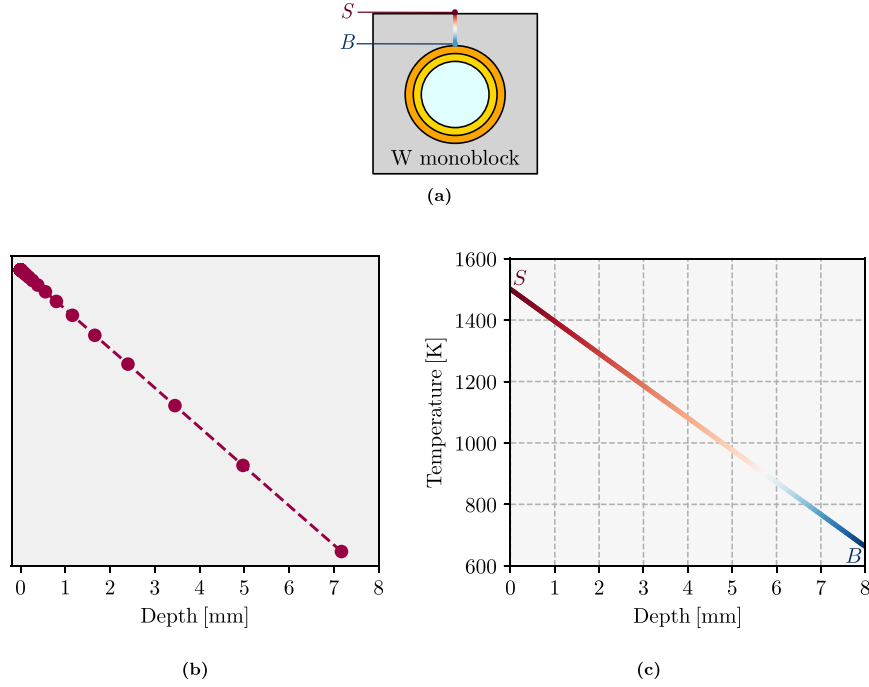 S
B
W monoblock
(a)
0 1 2 3 4 5 6 7 8
Depth [mm]
(b)
1600
1400
1200
1000
800
600
Temperature [K]
S
B
0 1 2 3 4 5 6 7 8
Depth [mm]
(c)